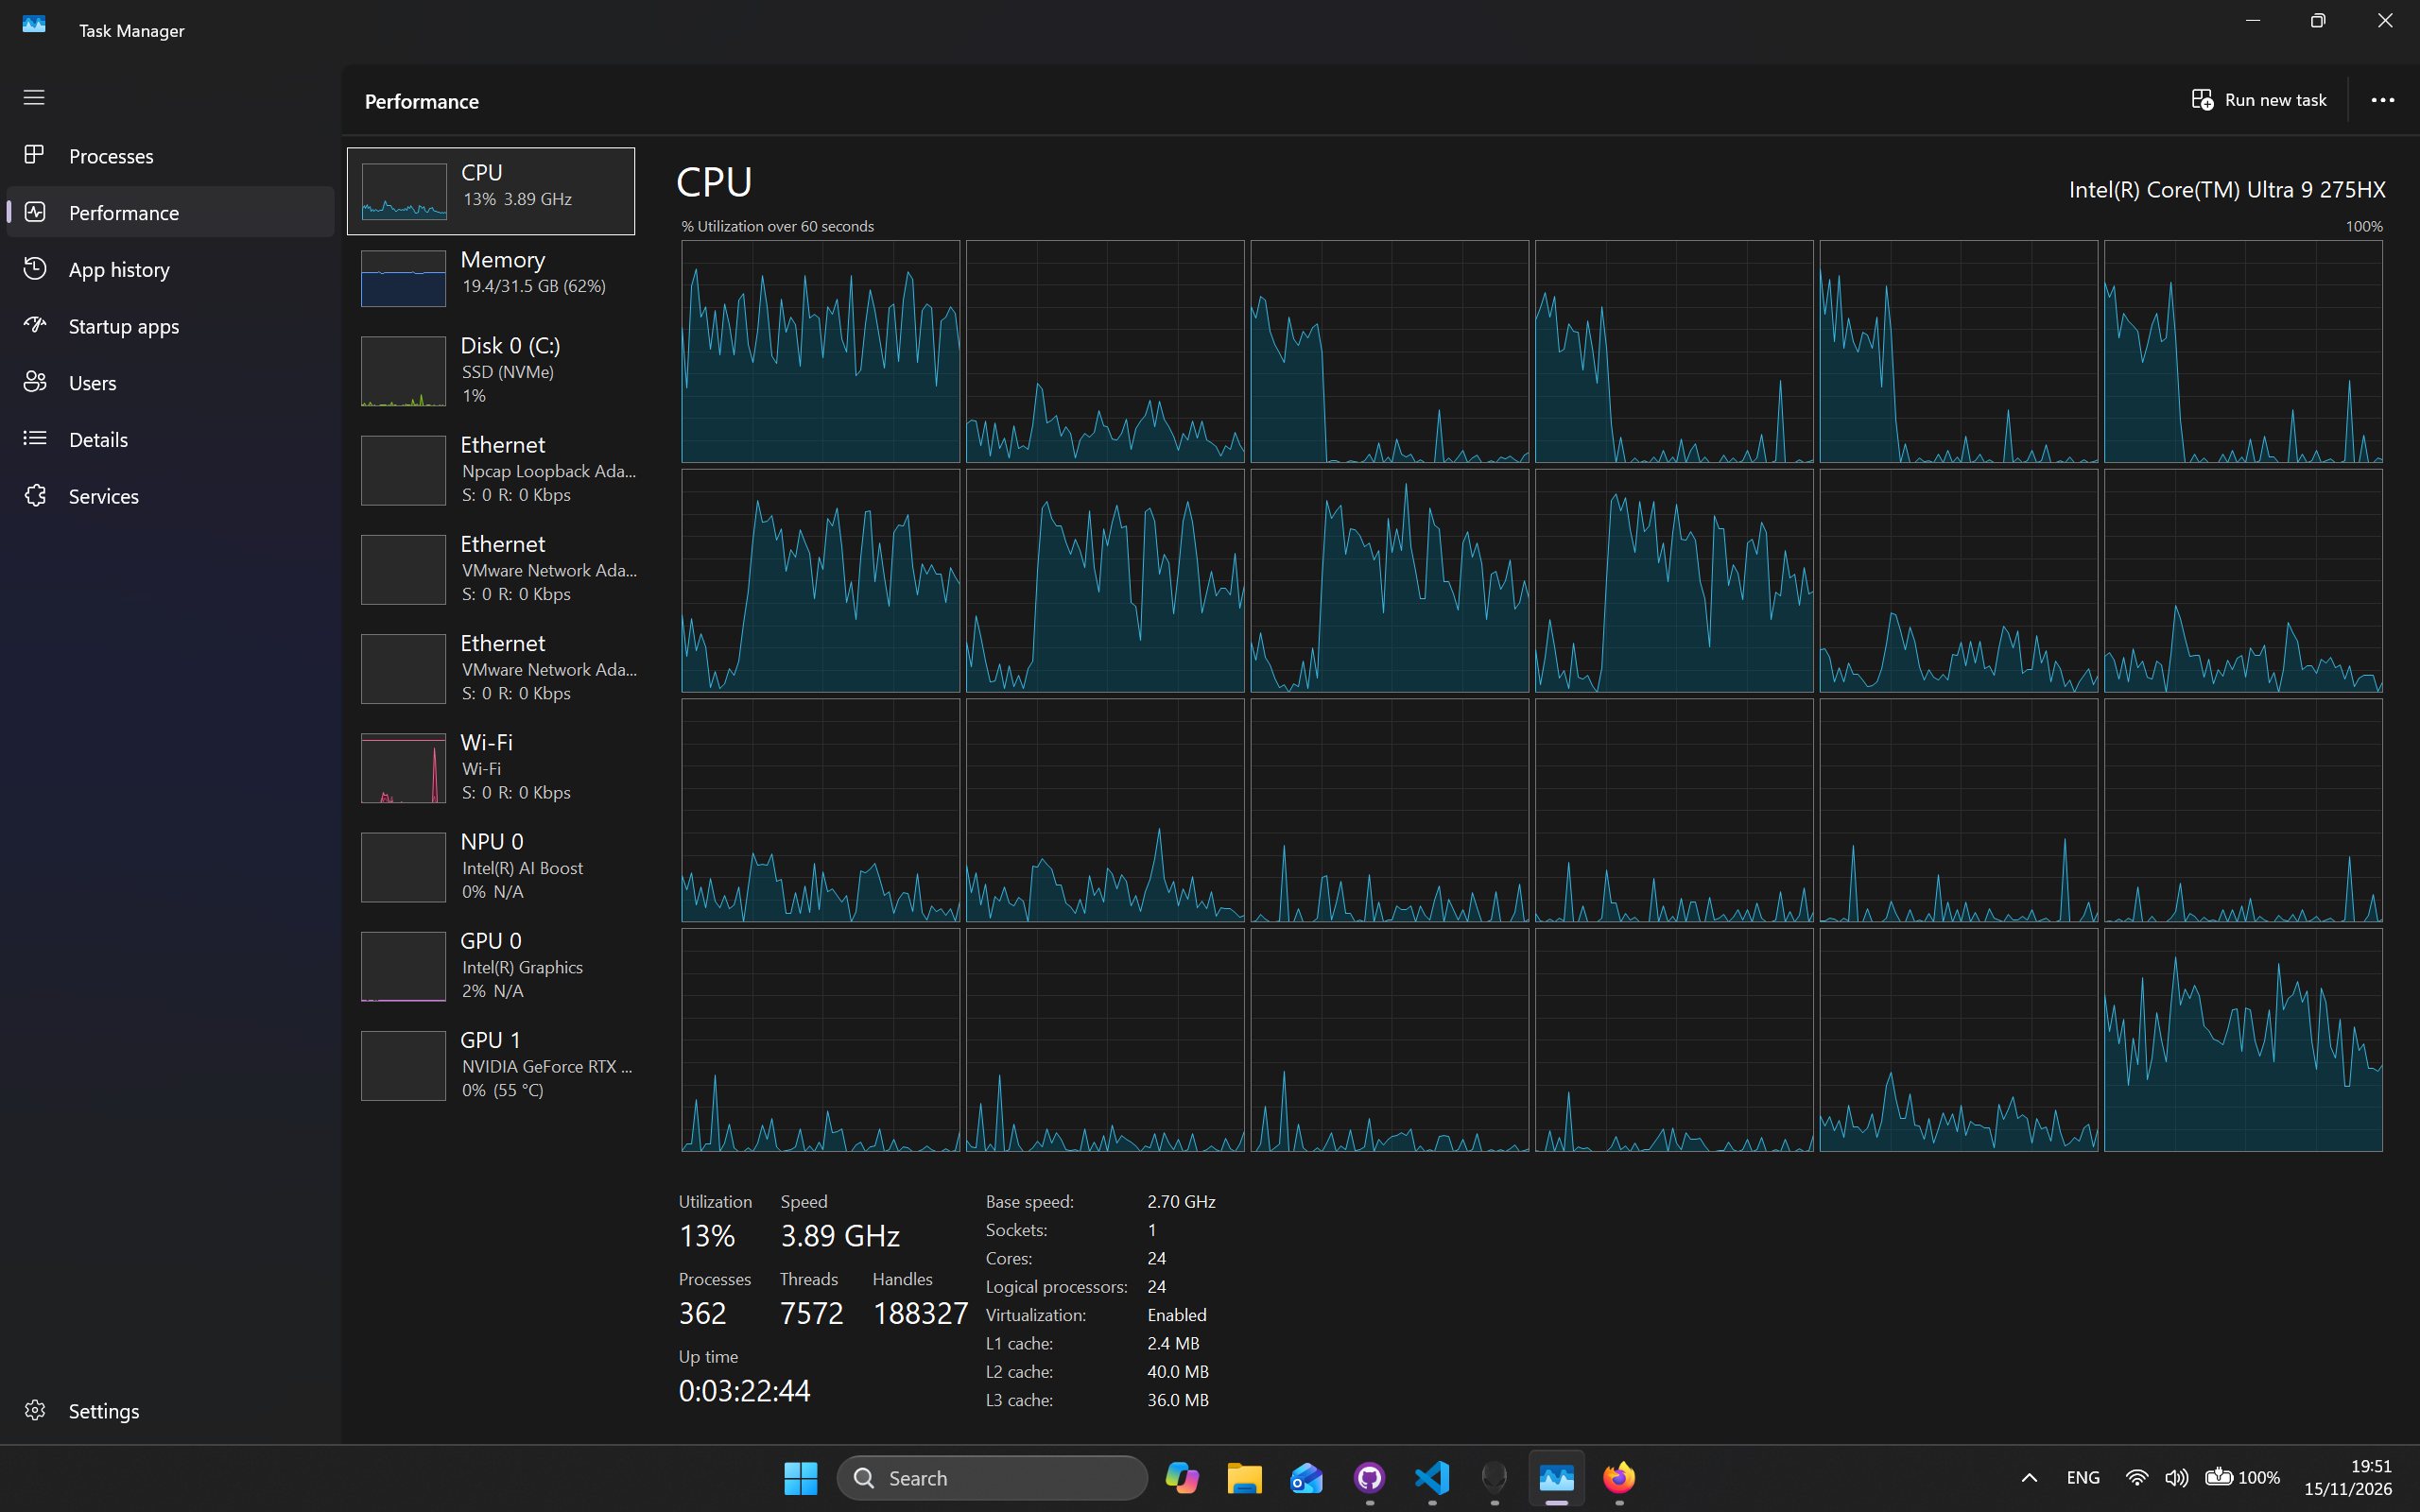 Task Manager
Performance
Run new task
Processes
Performance
App history
Startup apps
Users
Details
Services
Settings
CPU
13% 3.89 GHz
Memory
19.4/31.5 GB (62%)
Disk 0 (C:)
SSD (NVMe)
1%
Ethernet
Npcap Loopback Ada...
S: 0 R: 0 Kbps
Ethernet
VMware Network Ada...
S: 0 R: 0 Kbps
Ethernet
VMware Network Ada...
S: 0 R: 0 Kbps
Wi-Fi
Wi-Fi
S: 0 R: 0 Kbps
NPU 0
Intel(R) AI Boost
0% N/A
GPU 0
Intel(R) Graphics
2% N/A
GPU 1
NVIDIA GeForce RTX ...
0% (55 °C)
CPU
Intel(R) Core(TM) Ultra 9 275HX
% Utilization over 60 seconds
100%
Utilization Speed
13% 3.89 GHz
Processes Threads Handles
362 7572 188327
Up time
0:03:22:44
Base speed: 2.70 GHz
Sockets: 1
Cores: 24
Logical processors: 24
Virtualization: Enabled
L1 cache: 2.4 MB
L2 cache: 40.0 MB
L3 cache: 36.0 MB
Search
ENG
100%
19:51
15/11/2026